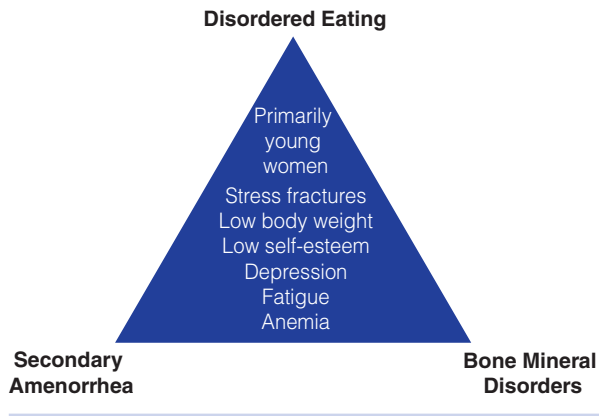 Disordered Eating
Primarily
young
women
Stress fractures
Low body weight
Low self-esteem
Depression
Fatigue
Anemia
Secondary
Amenorrhea
Bone Mineral
Disorders